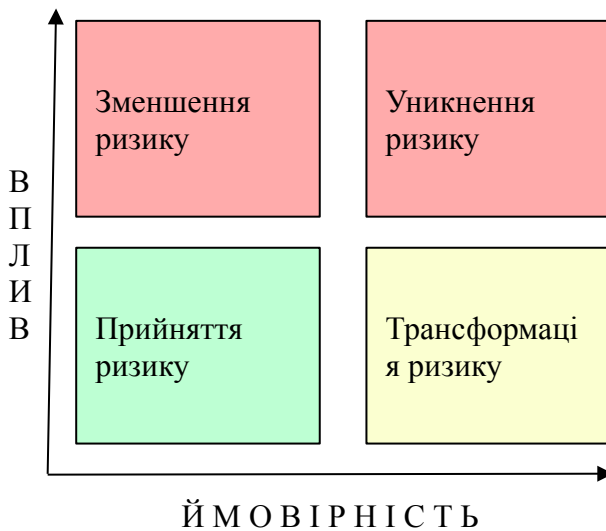 Зменшення
ризику
Уникнення
ризику
В
П
Л
И
В
Прийняття
ризику
Трансформаці
я ризику
Й М О В І Р Н І С Т Ь